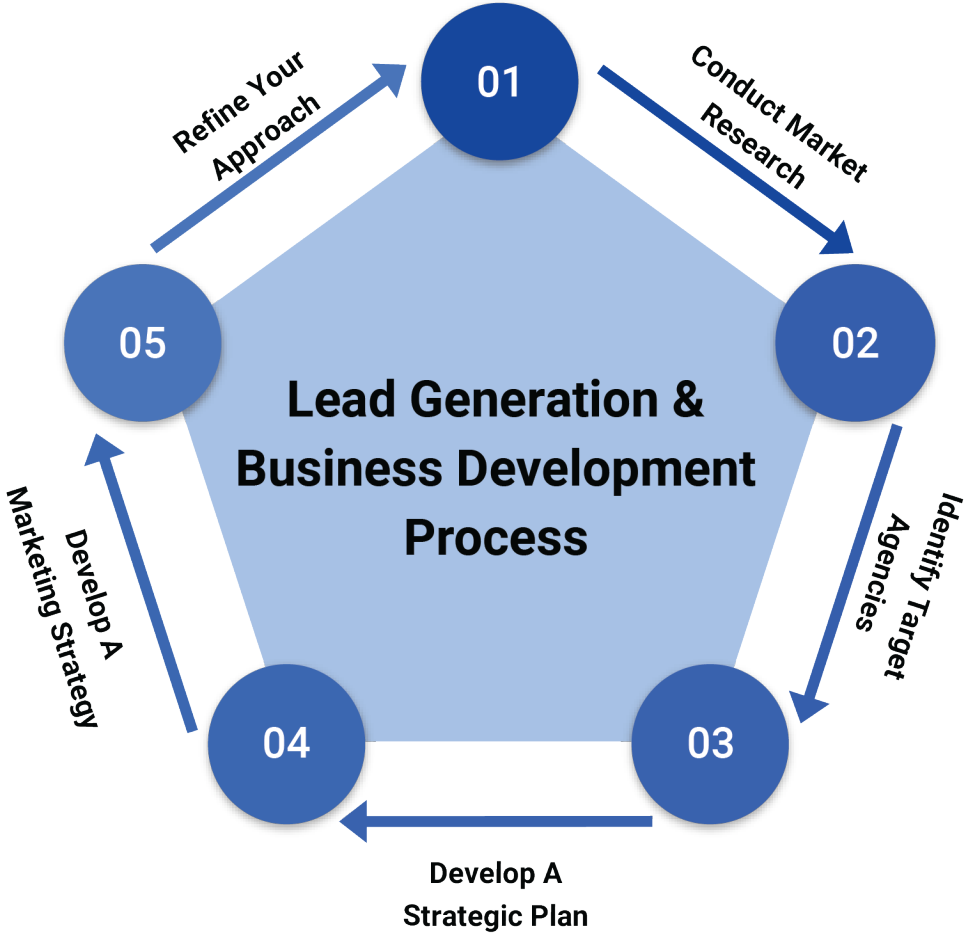 01
Conduct Market
Research
02
Identify Target
Agencies
03
Develop A
Strategic Plan
04
Develop A
Marketing Strategy
05
Refine Your
Approach
Lead Generation &
Business Development
Process